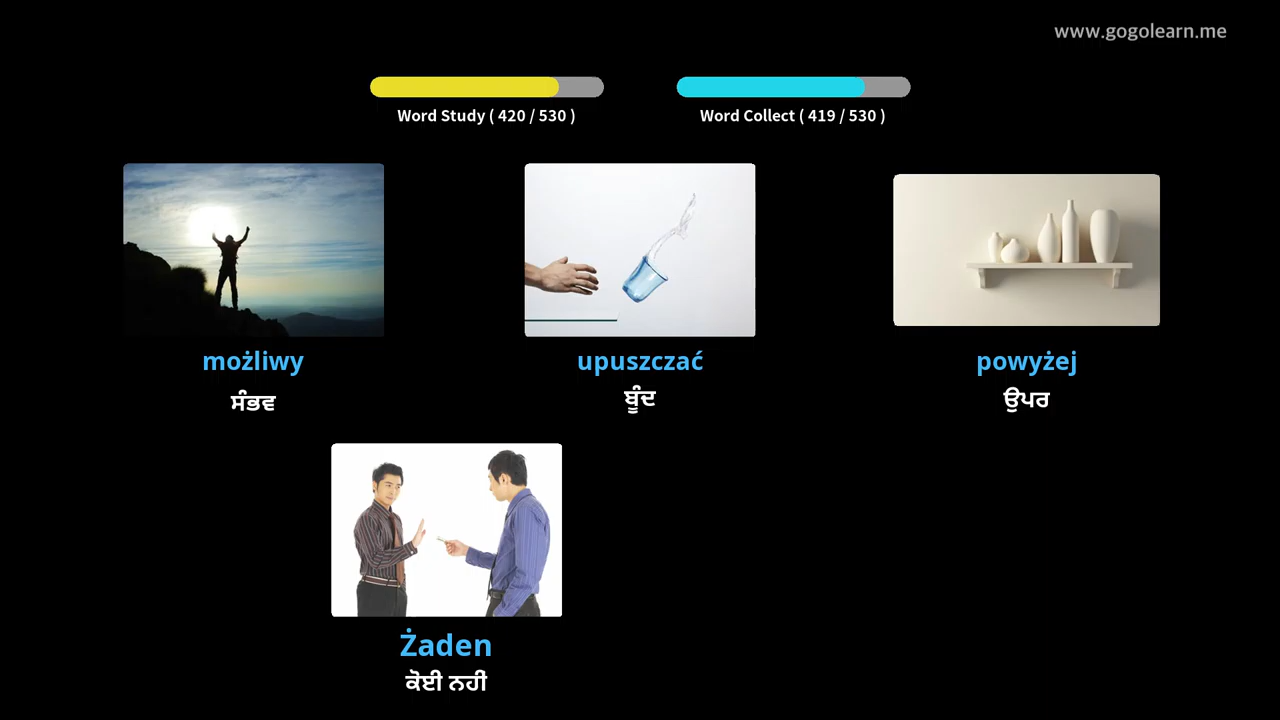 www.gogolearn.me
Word Study ( 420 / 530 )
Word Collect ( 419 / 530 )
możliwy
upuszczać
powyżej
ਸੰਭਵ
ਬੂੰਦ
ਉਪਰ
Żaden
ਕੋਈ ਨਹੀਂ